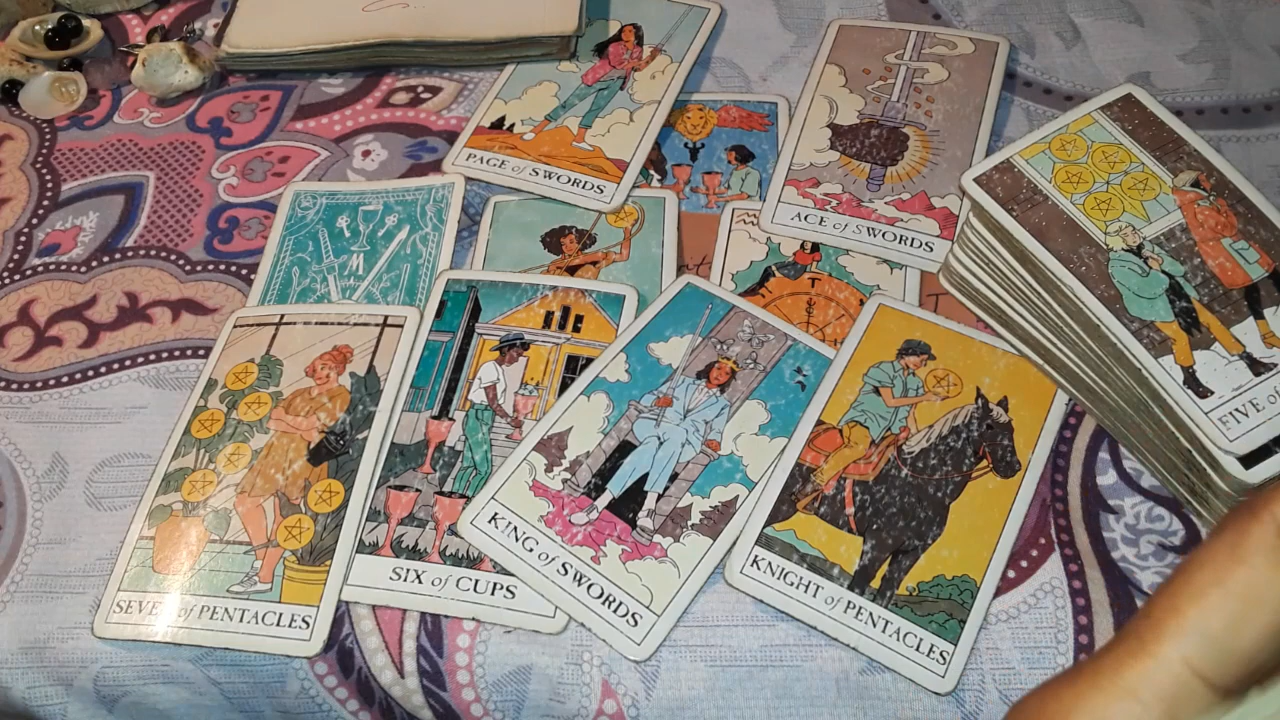 PAGE of SWORDS
ACE of SWORDS
W
T
FIVE of
SEVEN of PENTACLES
SIX of CUPS
KING of SWORDS
KNIGHT of PENTACLES